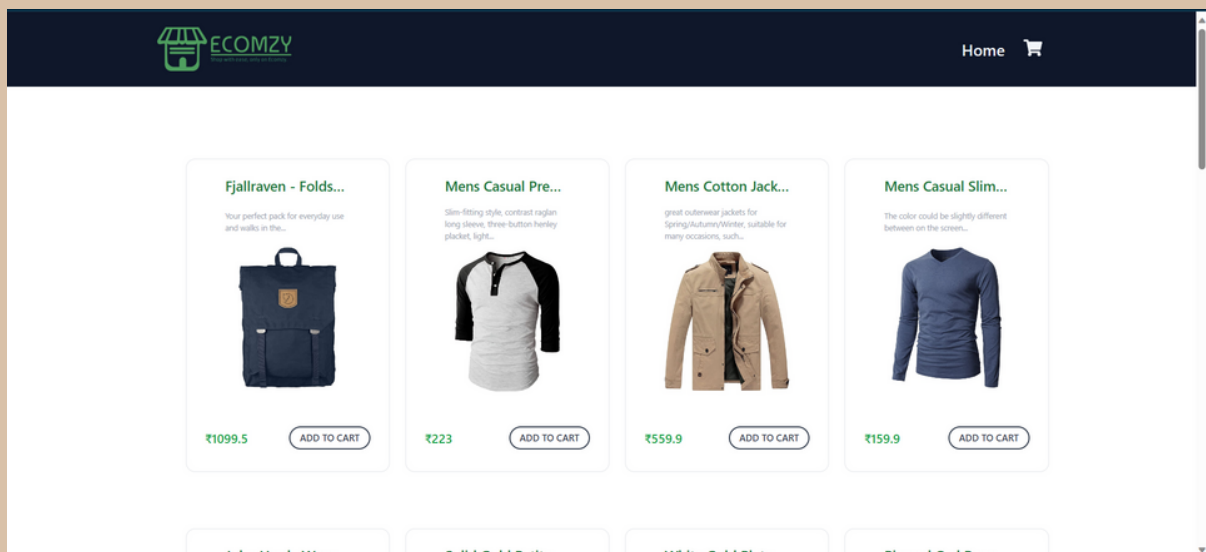 ECOMZY
Home
Fjallraven - Folds...
Your perfect pack for everyday use
and walks in the...
₹1099.5
ADD TO CART
Mens Casual Pre...
Slim-fitting style, contrast raglan
long sleeve, three-button henley
placket, light...
₹223
ADD TO CART
Mens Cotton Jack...
great outerwear jackets for
Spring/Autumn/Winter, suitable for
many occasions, such...
₹559.9
ADD TO CART
Mens Casual Slim...
The color could be slightly different
between on the screen...
₹159.9
ADD TO CART